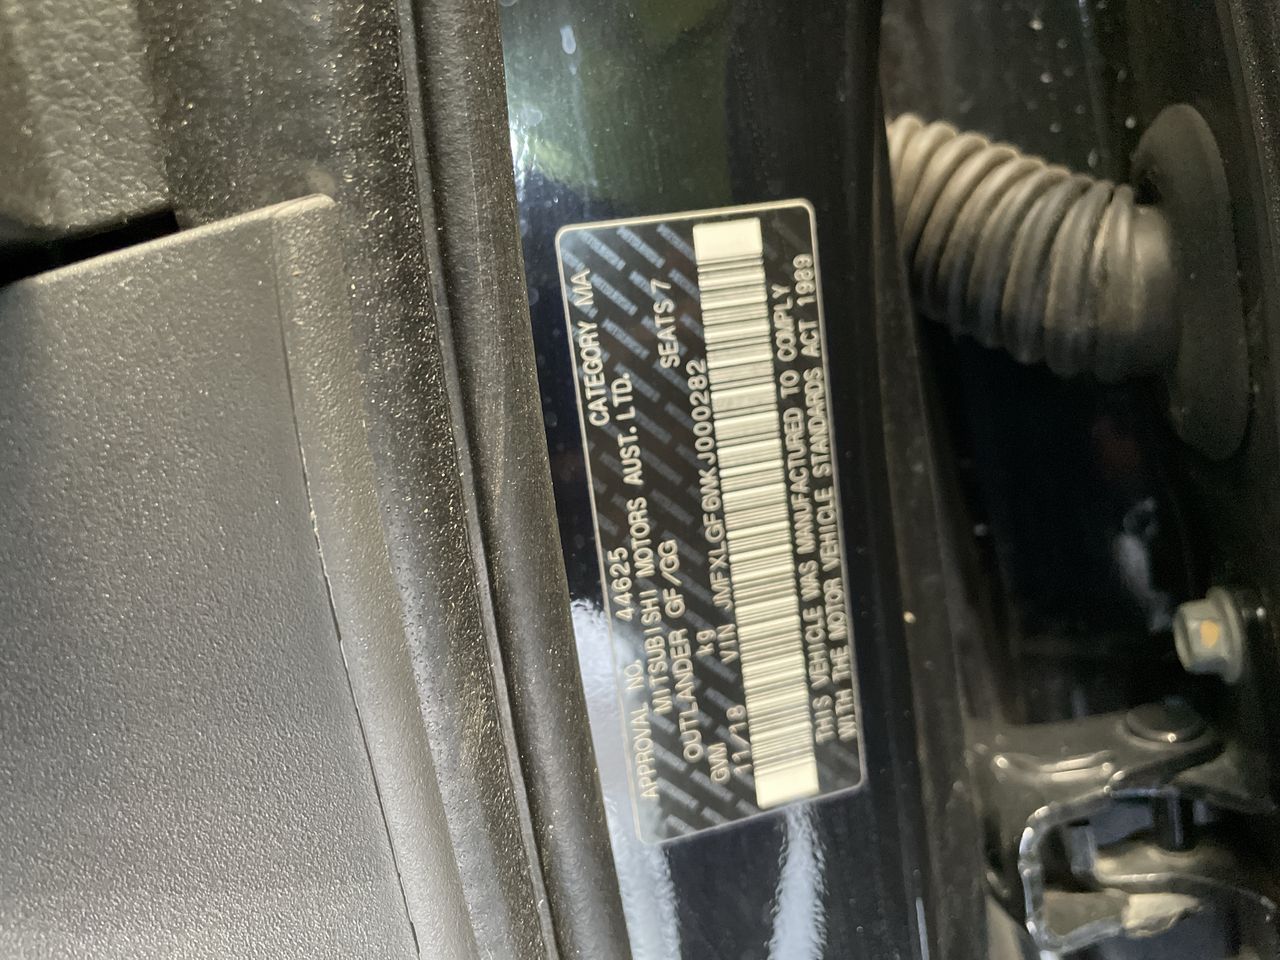 APPROVAL NO. 44625 CATEGORY MA
MITSUBISHI MOTORS AUST. LTD.
OUTLANDER GF/GG SEATS 7
GVM kg
11/18 VIN JMFXLGF6WKJ000282
THIS VEHICLE WAS MANUFACTURED TO COMPLY
WITH THE MOTOR VEHICLE STANDARDS ACT 1989